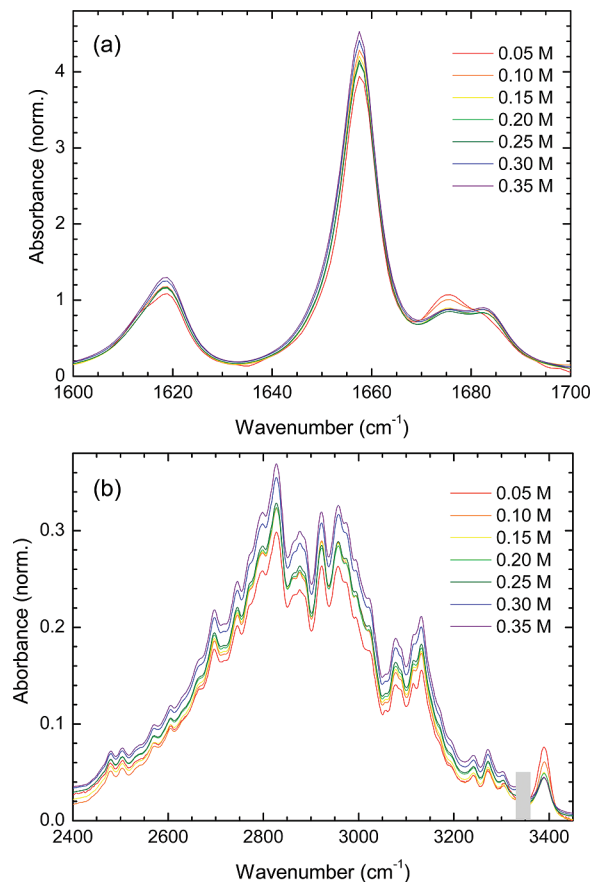 (a)
0.05 M
0.10 M
0.15 M
0.20 M
0.25 M
0.30 M
0.35 M
4
3
2
1
0
Absorbance (norm.)
1600 1620 1640 1660 1680 1700
Wavenumber (cm⁻¹)
(b)
0.05 M
0.10 M
0.15 M
0.20 M
0.25 M
0.30 M
0.35 M
0.3
0.2
0.1
0.0
Aborbance (norm.)
2400 2600 2800 3000 3200 3400
Wavenumber (cm⁻¹)